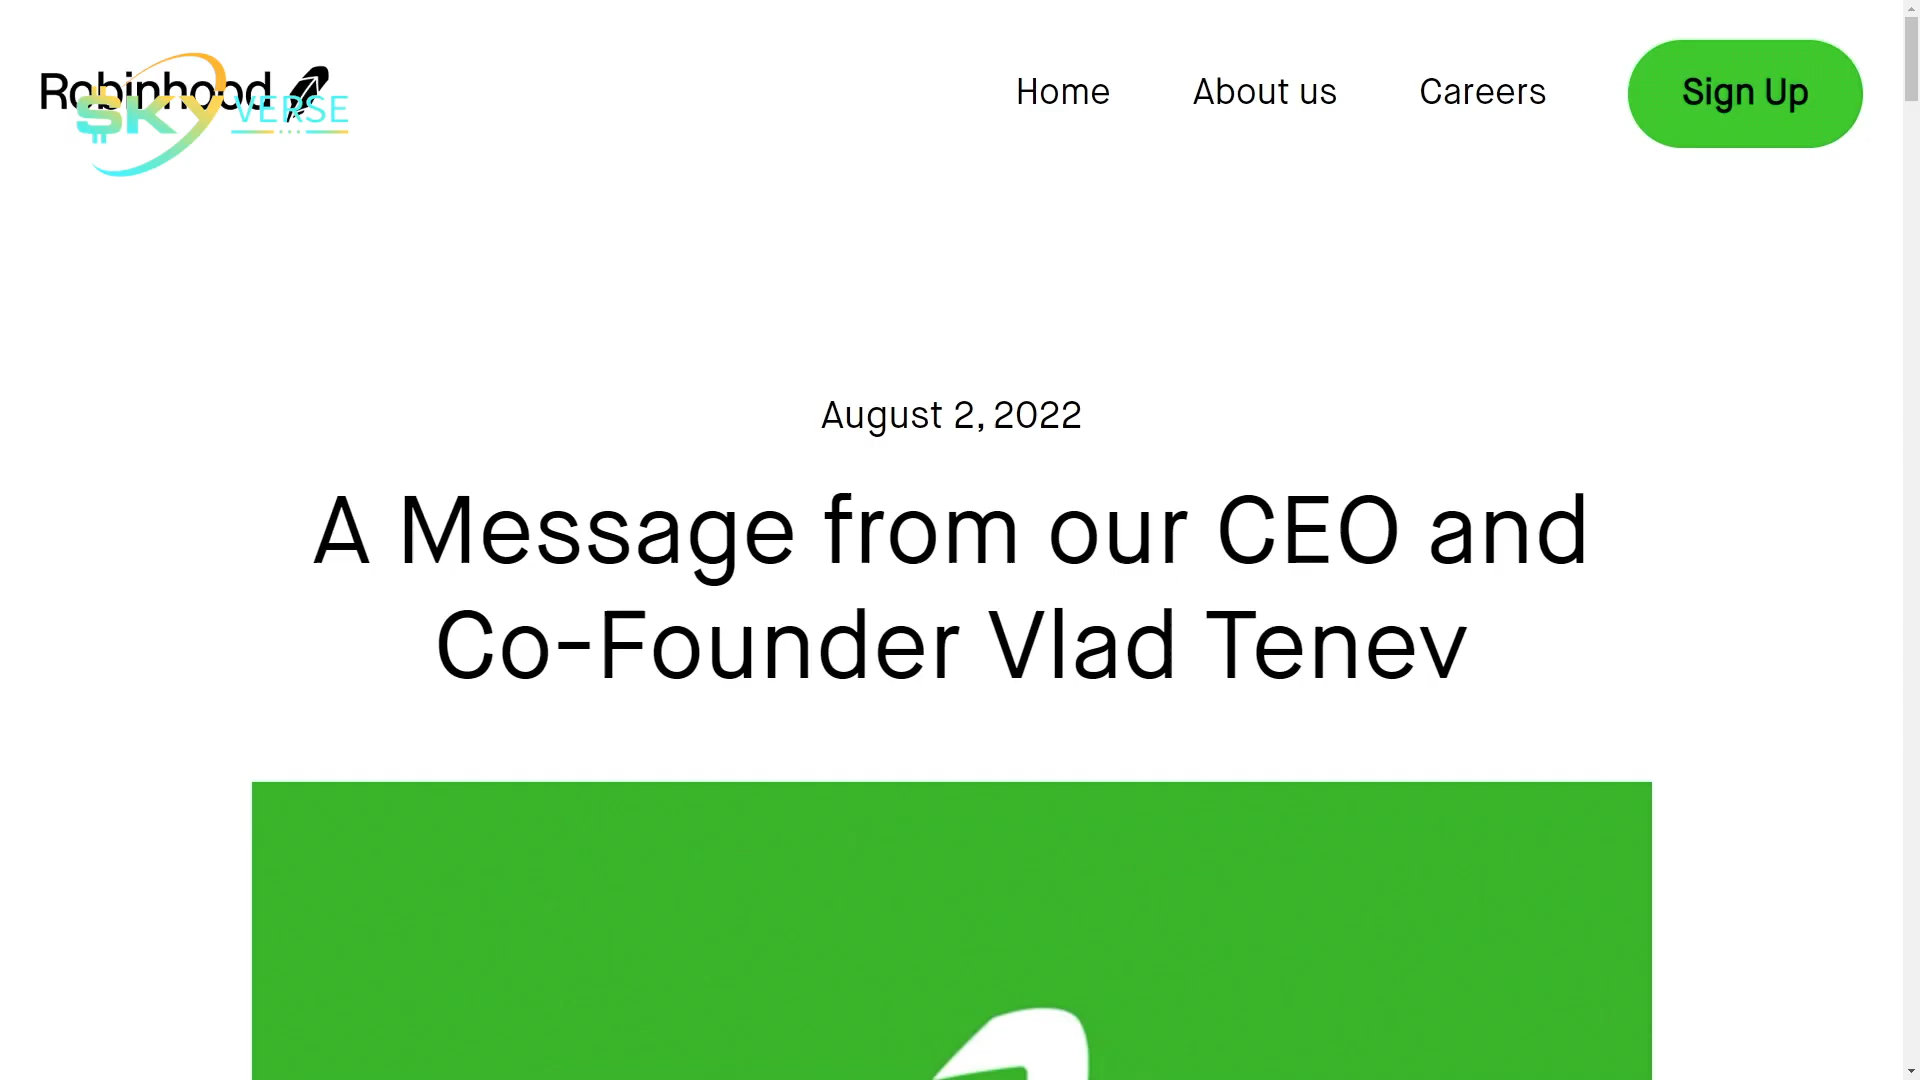 Robinhood
$KY VERSE
Home About us Careers Sign Up
August 2, 2022
A Message from our CEO and
Co-Founder Vlad Tenev